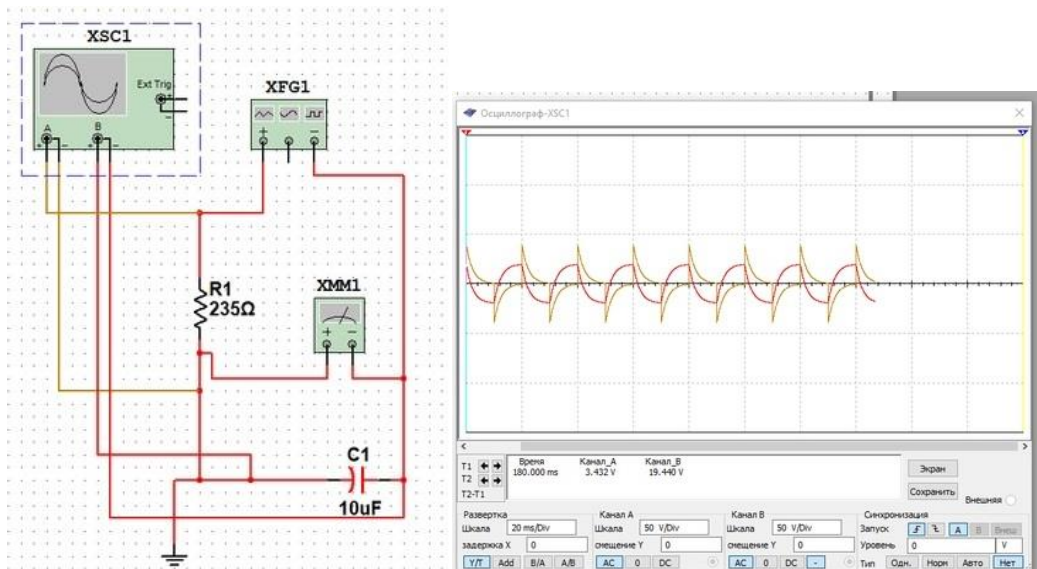 XSC1
Ext Trig
+
−
A
B
+ − + −
XFG1
+ −
R1
235Ω
XMM1
+ −
C1
10uF
Осциллограф-XSC1
Время Канал_A Канал_B
T1 180.000 ms 3.432 V 19.440 V
T2
T2-T1
Экран
Сохранить
Внешняя
Развертка
Шкала 20 ms/Div
задержка X 0
Y/T Add B/A A/B
Канал A
Шкала 50 V/Div
смещение Y 0
AC 0 DC
Канал B
Шкала 50 V/Div
смещение Y 0
AC 0 DC -
Синхронизация
Запуск A B Внеш
Уровень 0 V
Тип Одн. Норм Авто Нет